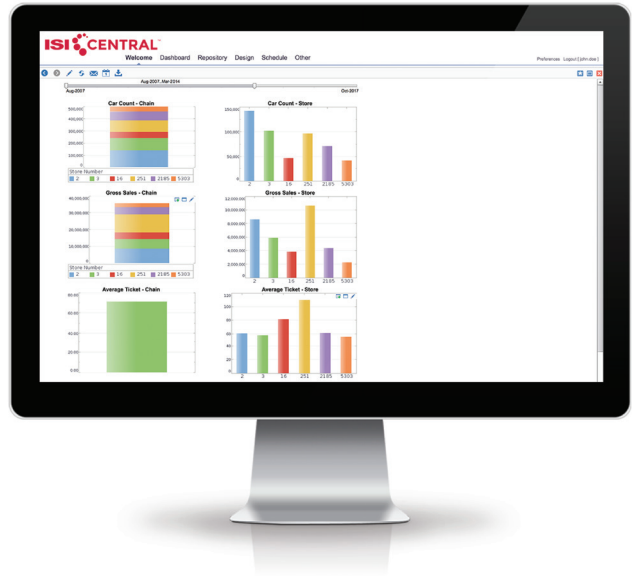 ISI CENTRAL™
Welcome Dashboard Repository Design Schedule Other
Preferences Logout [john doe]
Aug-2007..Mar-2014
Aug-2007 Oct-2017
Car Count - Chain
500,000
400,000
300,000
200,000
100,000
0
Store Number
2 3 16 251 2185 5303
Car Count - Store
150,000
100,000
50,000
0
2 3 16 251 2185 5303
Gross Sales - Chain
40,000,000
30,000,000
20,000,000
10,000,000
0
Store Number
2 3 16 251 2185 5303
Gross Sales - Store
12,000,000
10,000,000
8,000,000
6,000,000
4,000,000
2,000,000
0
2 3 16 251 2185 5303
Average Ticket - Chain
80.00
60.00
40.00
20.00
0.00
Average Ticket - Store
120
100
80
60
40
20
0
2 3 16 251 2185 5303